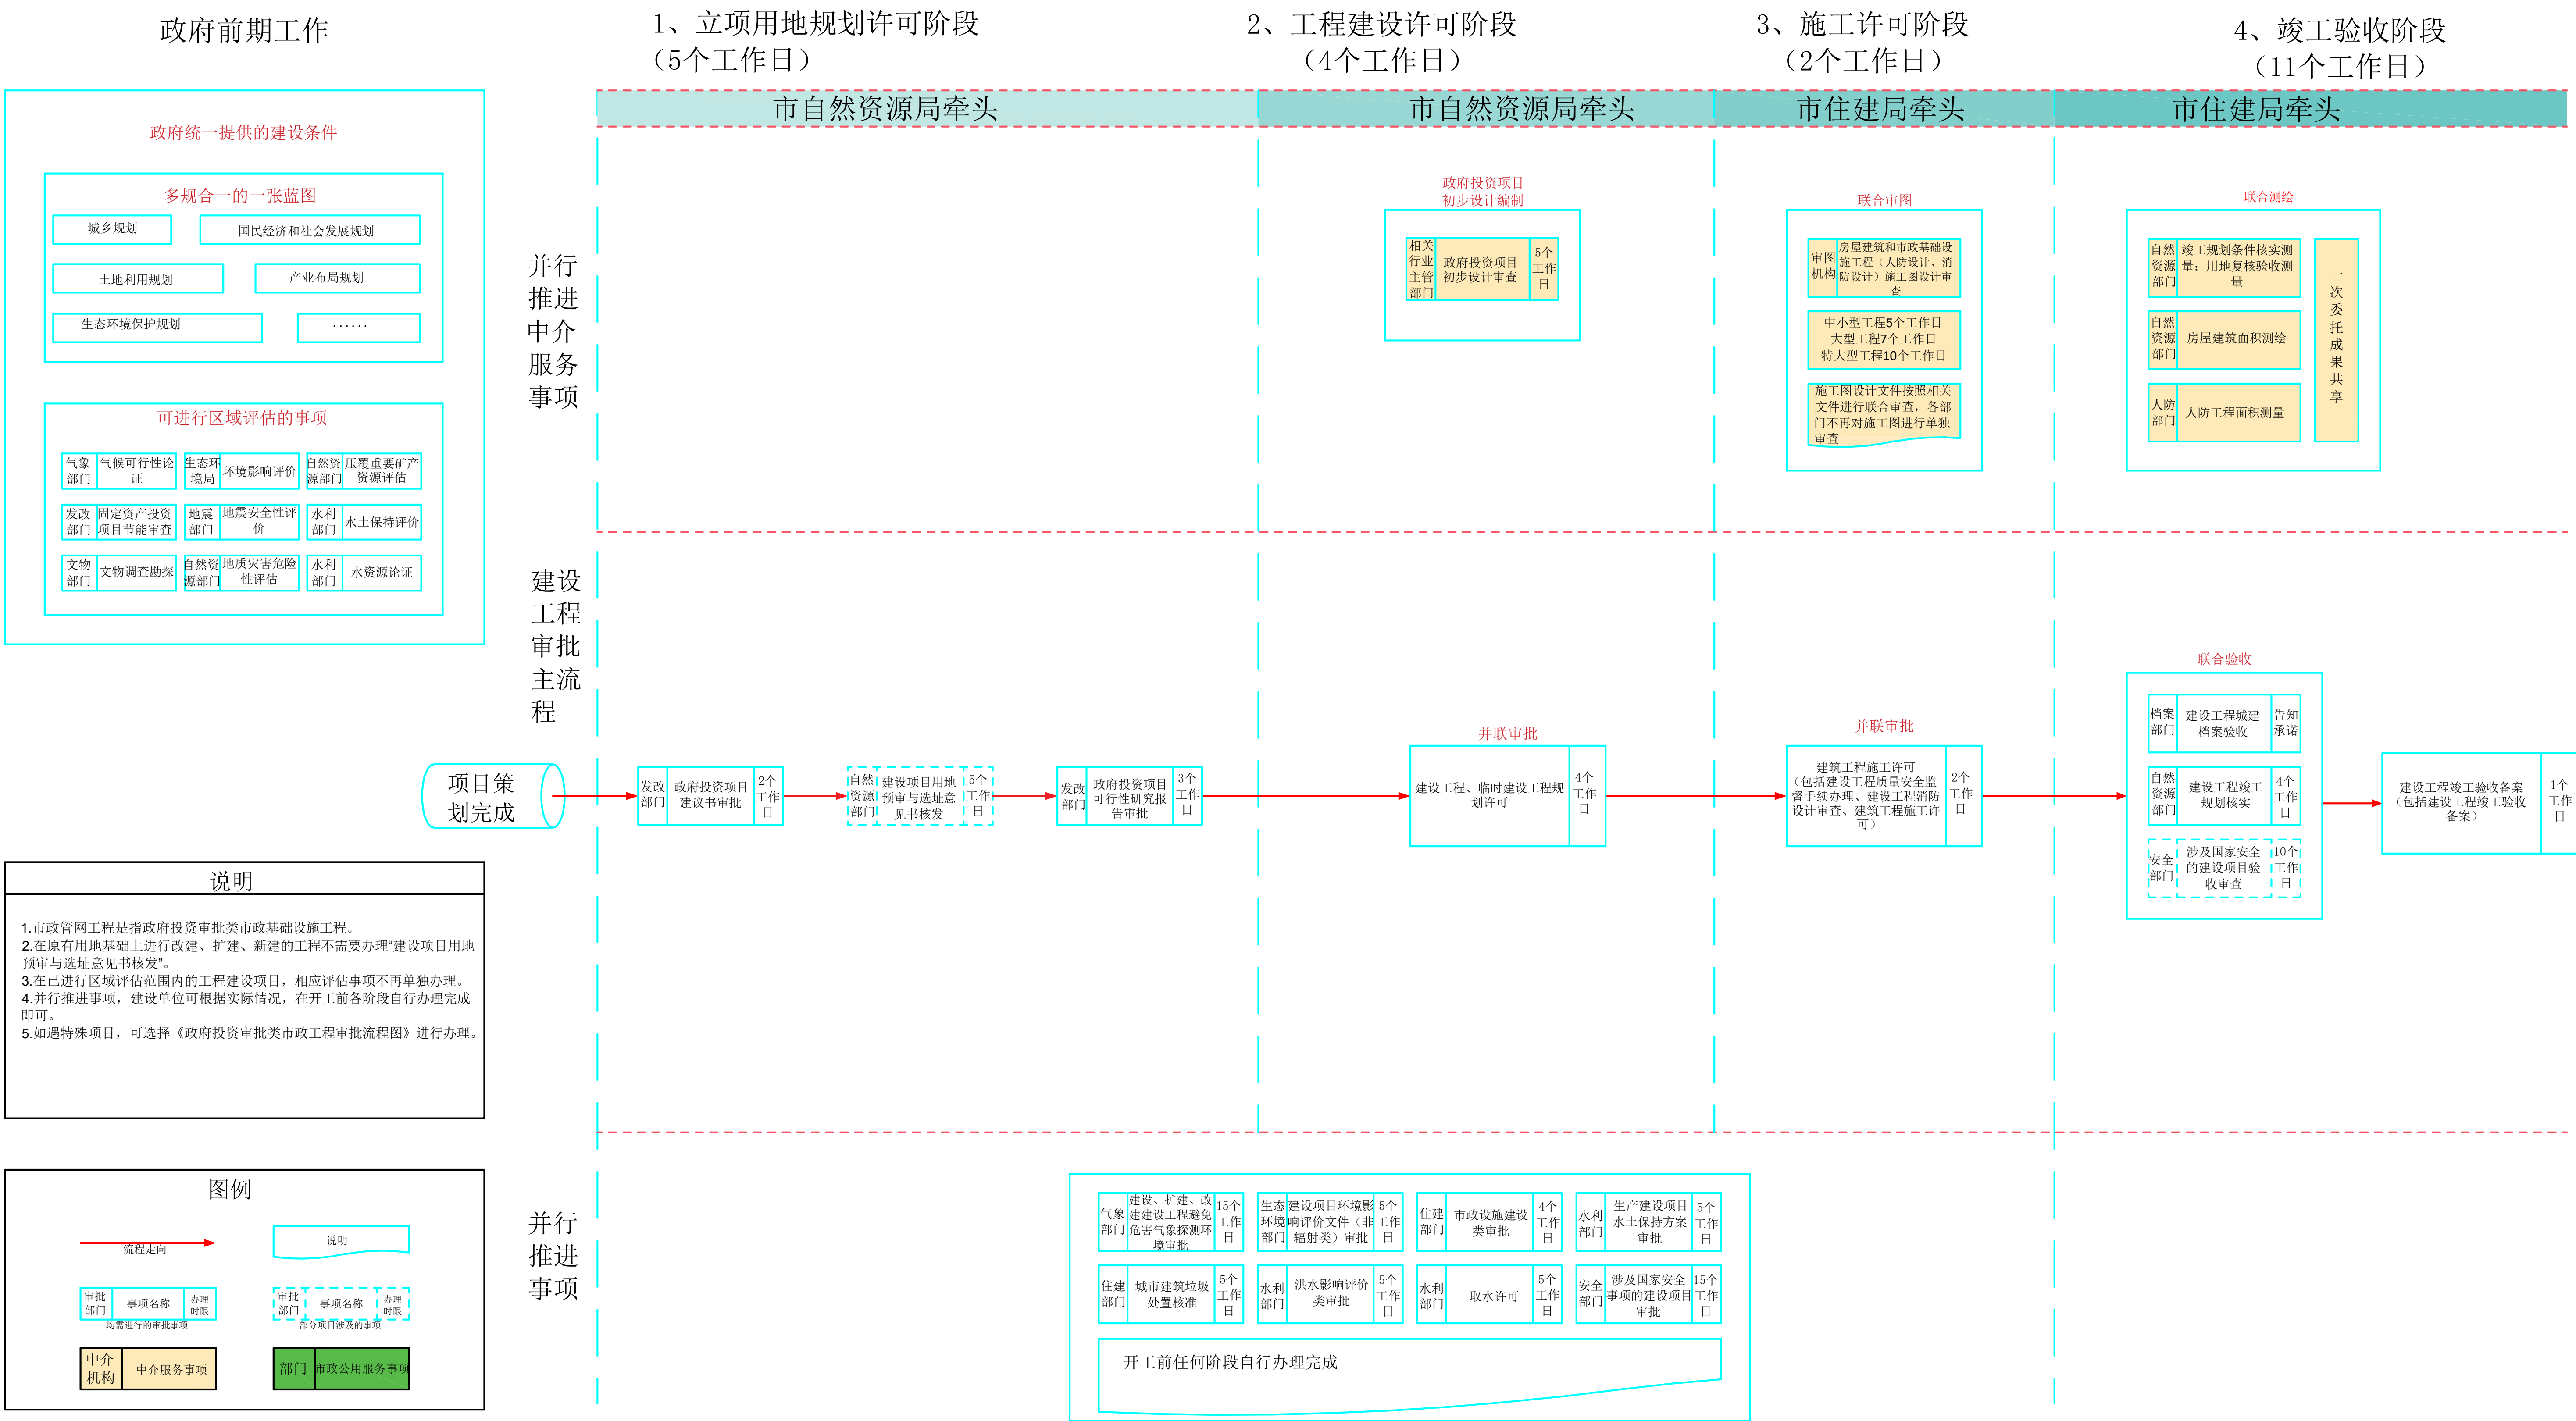 政府前期工作
1、立项用地规划许可阶段
（5个工作日）
2、工程建设许可阶段
（4个工作日）
3、施工许可阶段
（2个工作日）
4、竣工验收阶段
（11个工作日）
市自然资源局牵头
市自然资源局牵头
市住建局牵头
市住建局牵头
政府统一提供的建设条件
多规合一的一张蓝图
城乡规划
国民经济和社会发展规划
土地利用规划
产业布局规划
生态环境保护规划
......
可进行区域评估的事项
气象
部门
气候可行性论
证
生态环
境局
环境影响评价
自然资
源部门
压覆重要矿产
资源评估
发改
部门
固定资产投资
项目节能审查
地震
部门
地震安全性评
价
水利
部门
水土保持评价
文物
部门
文物调查勘探
自然资
源部门
地质灾害危险
性评估
水利
部门
水资源论证
并行
推进
中介
服务
事项
政府投资项目
初步设计编制
相关
行业
主管
部门
政府投资项目
初步设计审查
5个
工作
日
联合审图
审图
机构
房屋建筑和市政基础设
施工程（人防设计、消
防设计）施工图设计审
查
中小型工程5个工作日
大型工程7个工作日
特大型工程10个工作日
施工图设计文件按照相关
文件进行联合审查，各部
门不再对施工图进行单独
审查
联合测绘
自然
资源
部门
竣工规划条件核实测
量；用地复核验收测
量
自然
资源
部门
房屋建筑面积测绘
人防
部门
人防工程面积测量
一
次
委
托
成
果
共
享
建设
工程
审批
主流
程
项目策
划完成
发改
部门
政府投资项目
建议书审批
2个
工作
日
自然
资源
部门
建设项目用地
预审与选址意
见书核发
5个
工作
日
发改
部门
政府投资项目
可行性研究报
告审批
3个
工作
日
并联审批
建设工程、临时建设工程规
划许可
4个
工作
日
并联审批
建筑工程施工许可
（包括建设工程质量安全监
督手续办理、建设工程消防
设计审查、建筑工程施工许
可）
2个
工作
日
联合验收
档案
部门
建设工程城建
档案验收
告知
承诺
自然
资源
部门
建设工程竣工
规划核实
4个
工作
日
安全
部门
涉及国家安全
的建设项目验
收审查
10个
工作
日
建设工程竣工验收备案
（包括建设工程竣工验收
备案）
1个
工作
日
说明
1.市政管网工程是指政府投资审批类市政基础设施工程。
2.在原有用地基础上进行改建、扩建、新建的工程不需要办理“建设项目用地
预审与选址意见书核发”。
3.在已进行区域评估范围内的工程建设项目，相应评估事项不再单独办理。
4.并行推进事项，建设单位可根据实际情况，在开工前各阶段自行办理完成
即可。
5.如遇特殊项目，可选择《政府投资审批类市政工程审批流程图》进行办理。
图例
流程走向
说明
审批
部门
事项名称
办理
时限
均需进行的审批事项
审批
部门
事项名称
办理
时限
部分项目涉及的事项
中介
机构
中介服务事项
部门
市政公用服务事项
并行
推进
事项
气象
部门
建设、扩建、改
建建设工程避免
危害气象探测环
境审批
15个
工作
日
生态
环境
部门
建设项目环境影
响评价文件（非
辐射类）审批
5个
工作
日
住建
部门
市政设施建设
类审批
4个
工作
日
水利
部门
生产建设项目
水土保持方案
审批
5个
工作
日
住建
部门
城市建筑垃圾
处置核准
5个
工作
日
水利
部门
洪水影响评价
类审批
5个
工作
日
水利
部门
取水许可
5个
工作
日
安全
部门
涉及国家安全
事项的建设项目
审批
15个
工作
日
开工前任何阶段自行办理完成